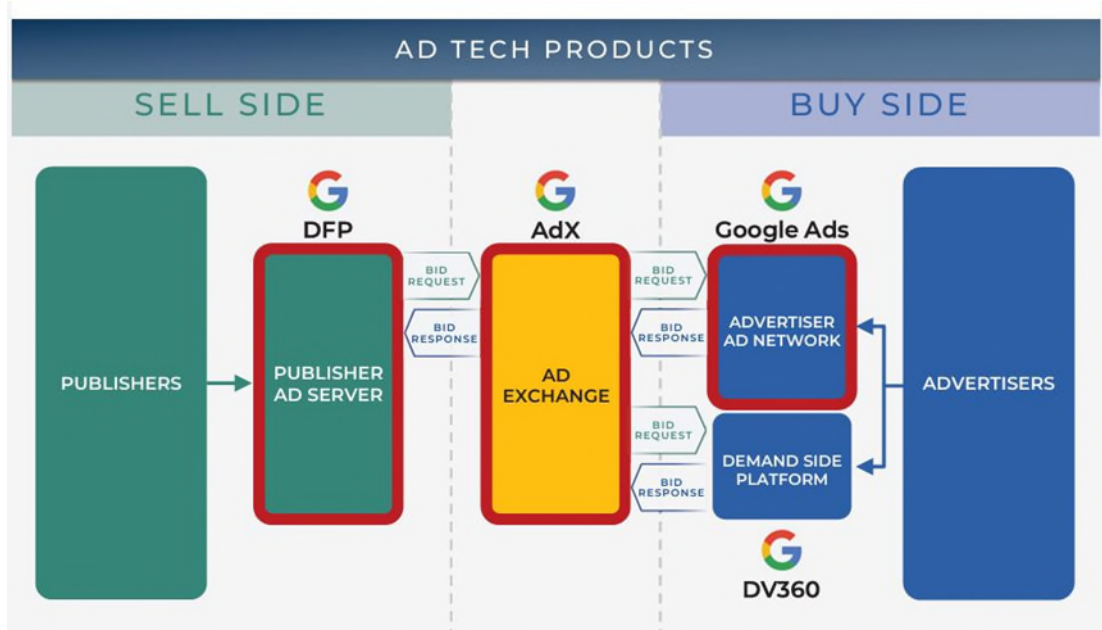 AD TECH PRODUCTS
SELL SIDE
BUY SIDE
DFP
AdX
Google Ads
PUBLISHERS
PUBLISHER
AD SERVER
BID
REQUEST
BID
RESPONSE
AD
EXCHANGE
BID
REQUEST
BID
RESPONSE
BID
REQUEST
BID
RESPONSE
ADVERTISER
AD NETWORK
DEMAND SIDE
PLATFORM
ADVERTISERS
DV360